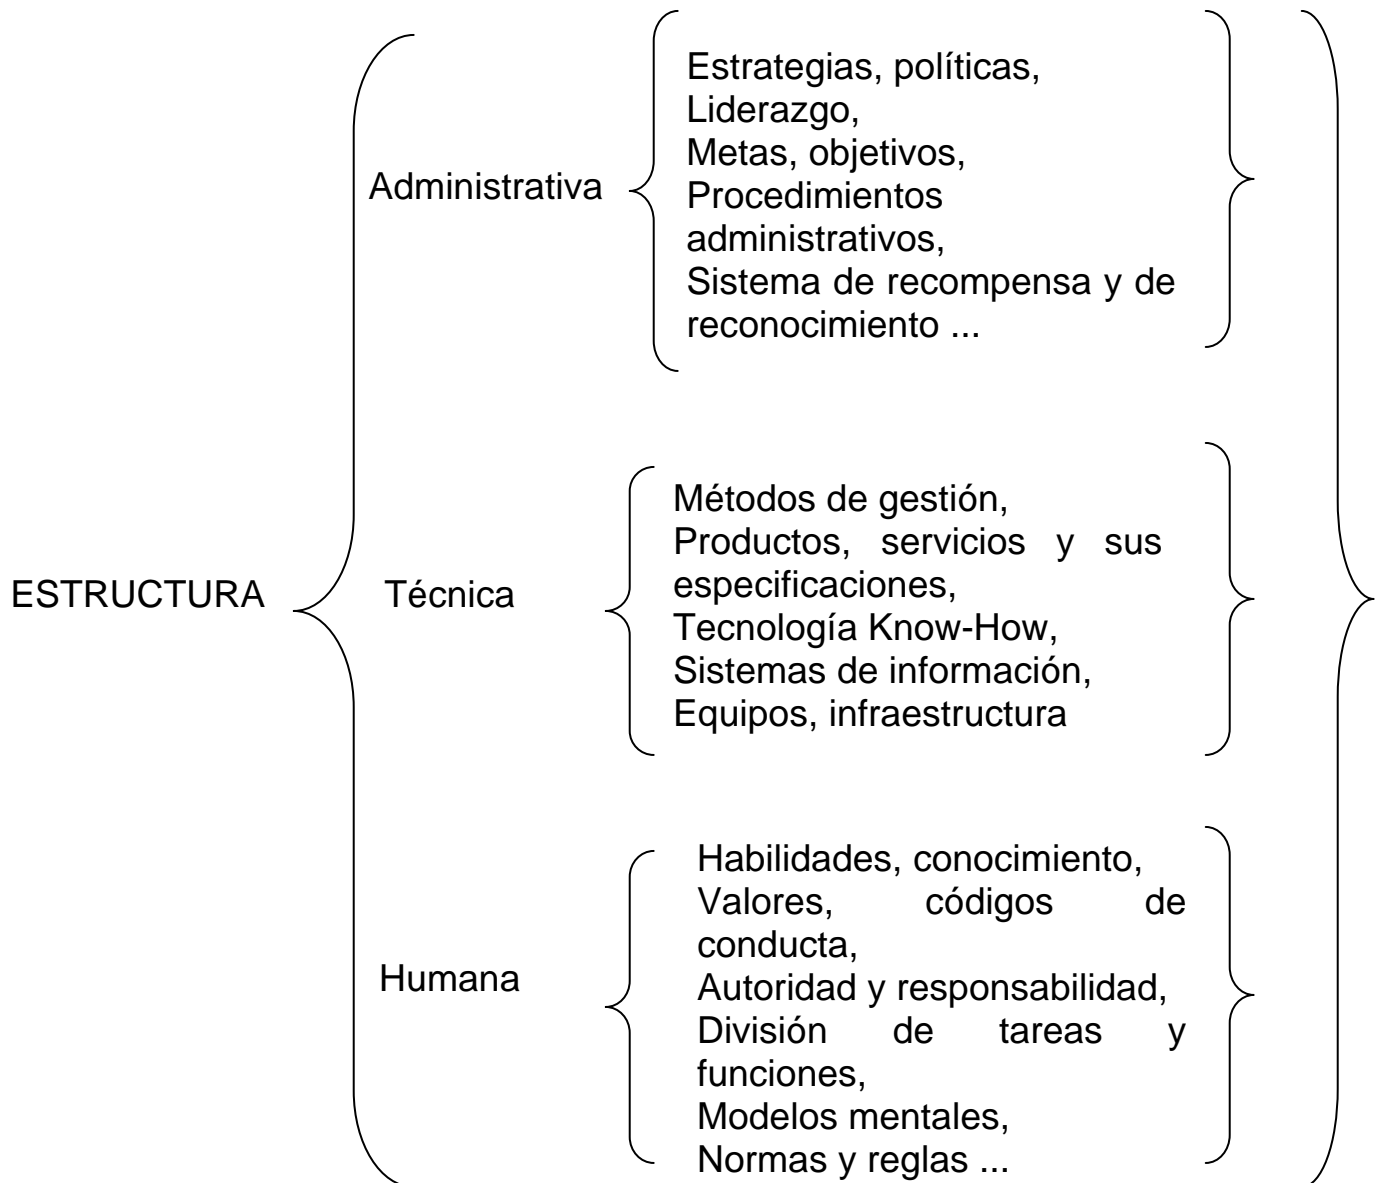 Estrategias, políticas,
Liderazgo,
Metas, objetivos,
Administrativa
Procedimientos
administrativos,
Sistema de recompensa y de
reconocimiento ...
Métodos de gestión,
Productos, servicios y sus
especificaciones,
ESTRUCTURA
Técnica
Tecnología Know-How,
Sistemas de información,
Equipos, infraestructura
Habilidades, conocimiento,
Valores, códigos de
conducta,
Humana
Autoridad y responsabilidad,
División de tareas y
funciones,
Modelos mentales,
Normas y reglas ...